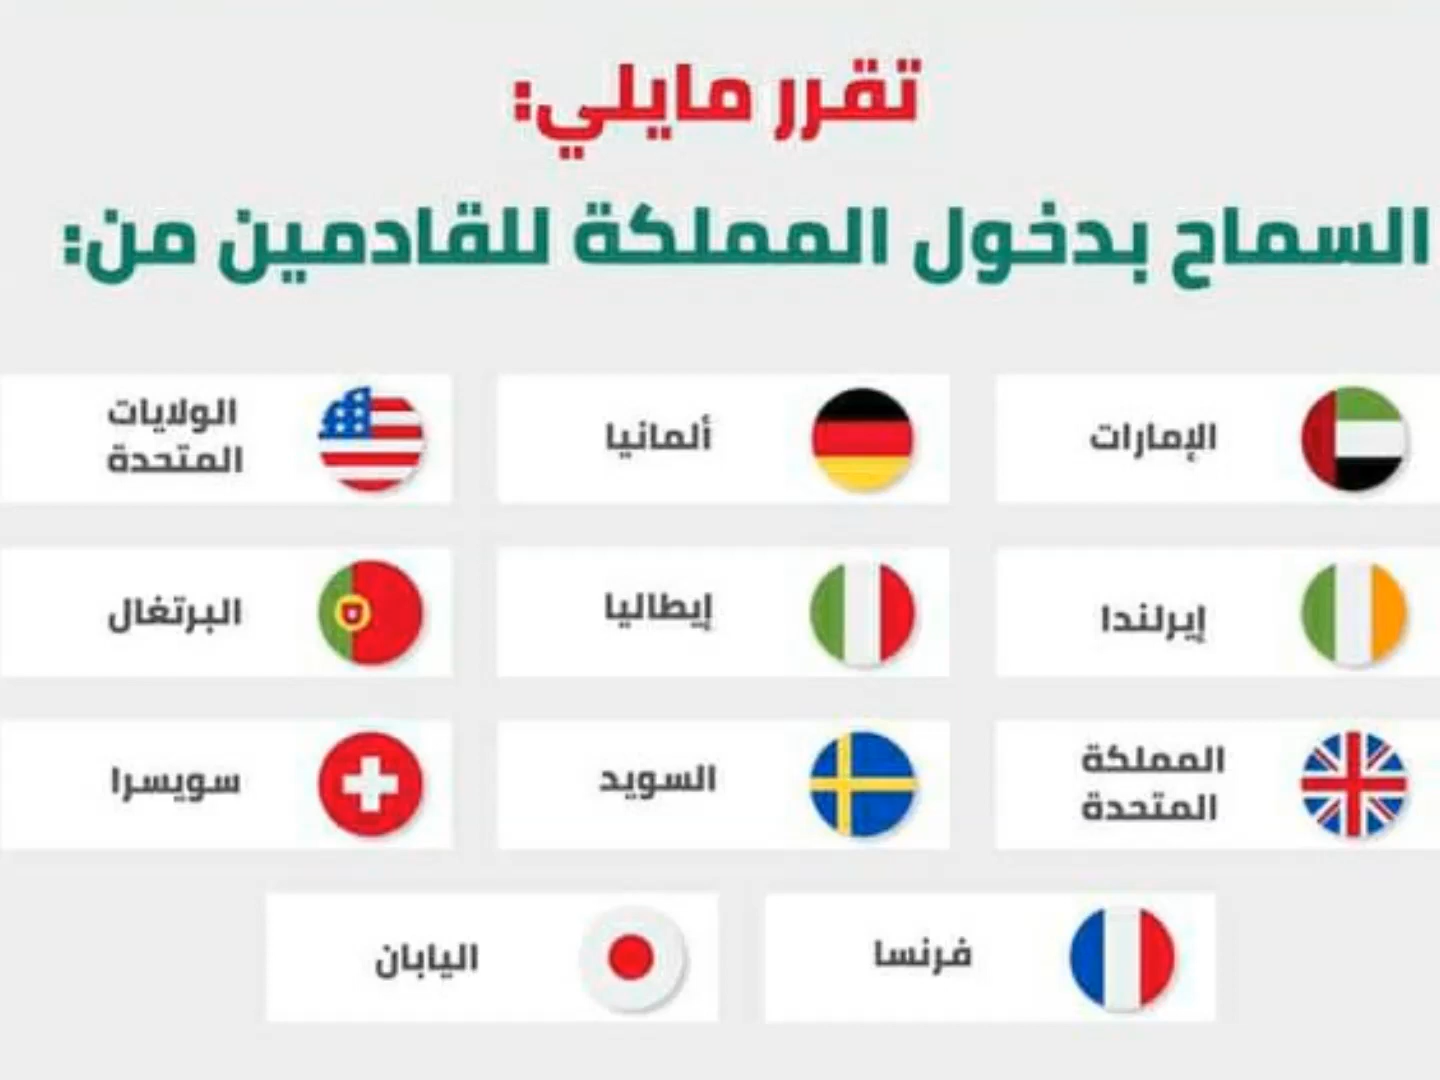 تقرر مايلي:
السماح بدخول المملكة للقادمين من:
الإمارات
ألمانيا
الولايات
المتحدة
إيرلندا
إيطاليا
البرتغال
المملكة
المتحدة
السويد
سويسرا
فرنسا
اليابان